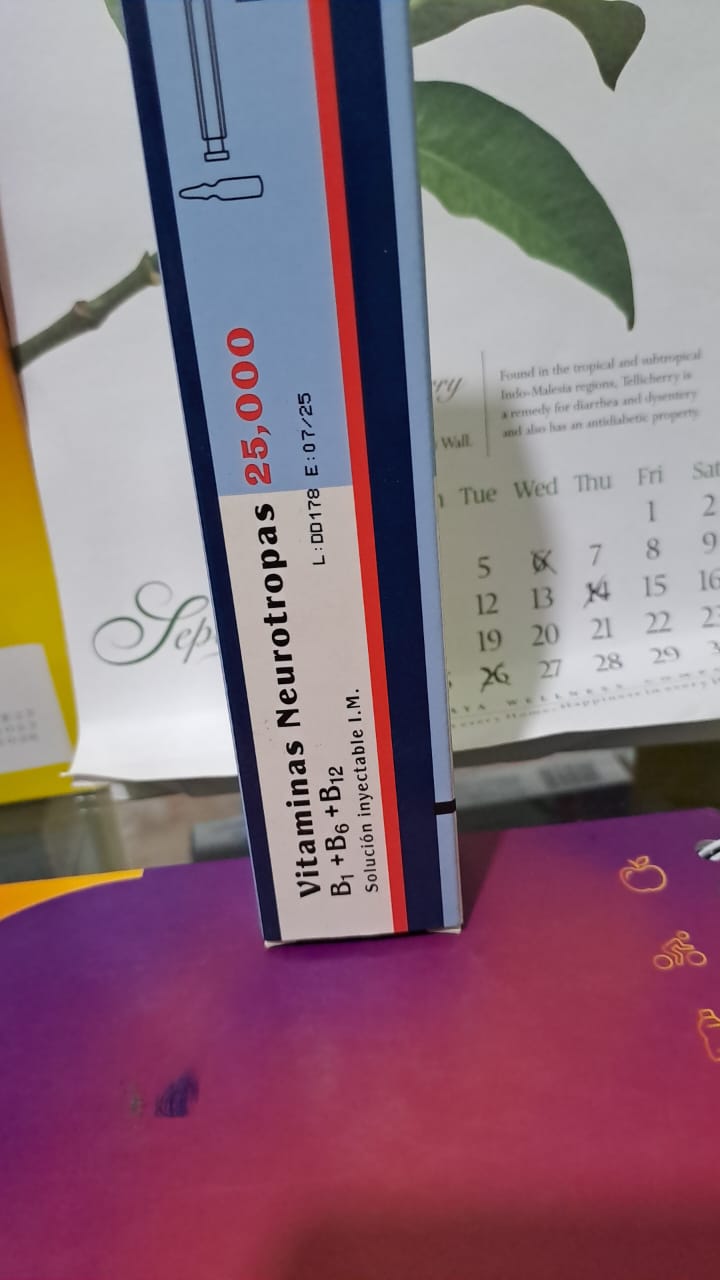 Vitaminas Neurotropas 25,000
B1 +B6 +B12
Solución inyectable I.M.
L:DD178 E:07/25
Found in the tropical and subtropical
Indo-Malesia regions, Tellicherry is
a remedy for diarrhea and dysentery
and also has an antidiabetic property.
Wall.
Sep
Tue Wed Thu Fri Sat
1 2
5 6 7 8 9
12 13 14 15 16
19 20 21 22
26 27 28 29